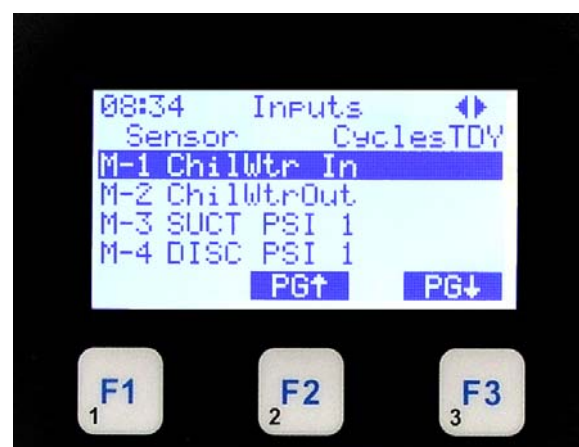 08:34 Inputs ◀▶
Sensor CyclesTDY
M-1 ChilWtr In
M-2 ChilWtrOut
M-3 SUCT PSI 1
M-4 DISC PSI 1
PG↑ PG↓
F1 F2 F3
1 2 3